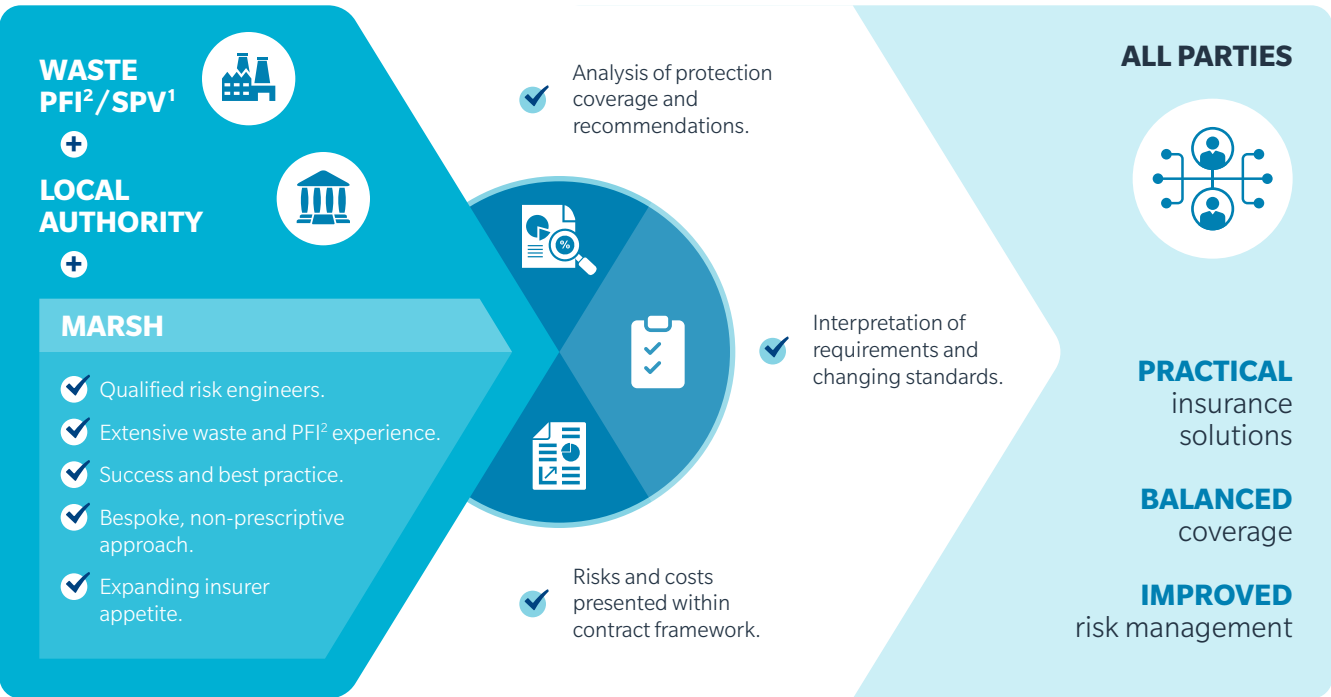 WASTE
PFI²/SPV¹
LOCAL
AUTHORITY
MARSH
Qualified risk engineers.
Extensive waste and PFI² experience.
Success and best practice.
Bespoke, non-prescriptive
approach.
Expanding insurer
appetite.
Analysis of protection
coverage and
recommendations.
%
Interpretation of
requirements and
changing standards.
Risks and costs
presented within
contract framework.
ALL PARTIES
PRACTICAL
insurance
solutions
BALANCED
coverage
IMPROVED
risk management